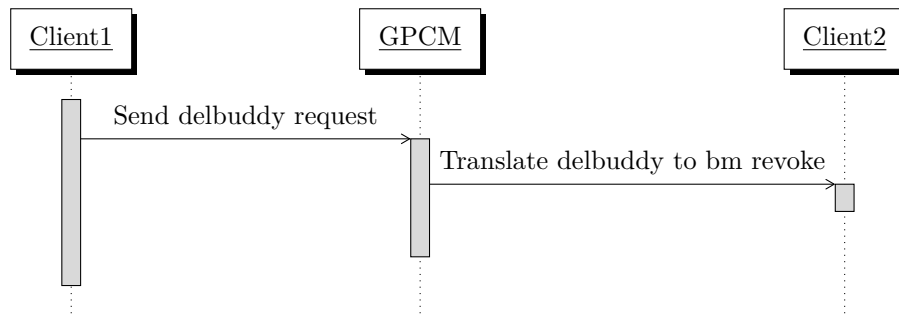 Client1
GPCM
Client2
Send delbuddy request
Translate delbuddy to bm revoke